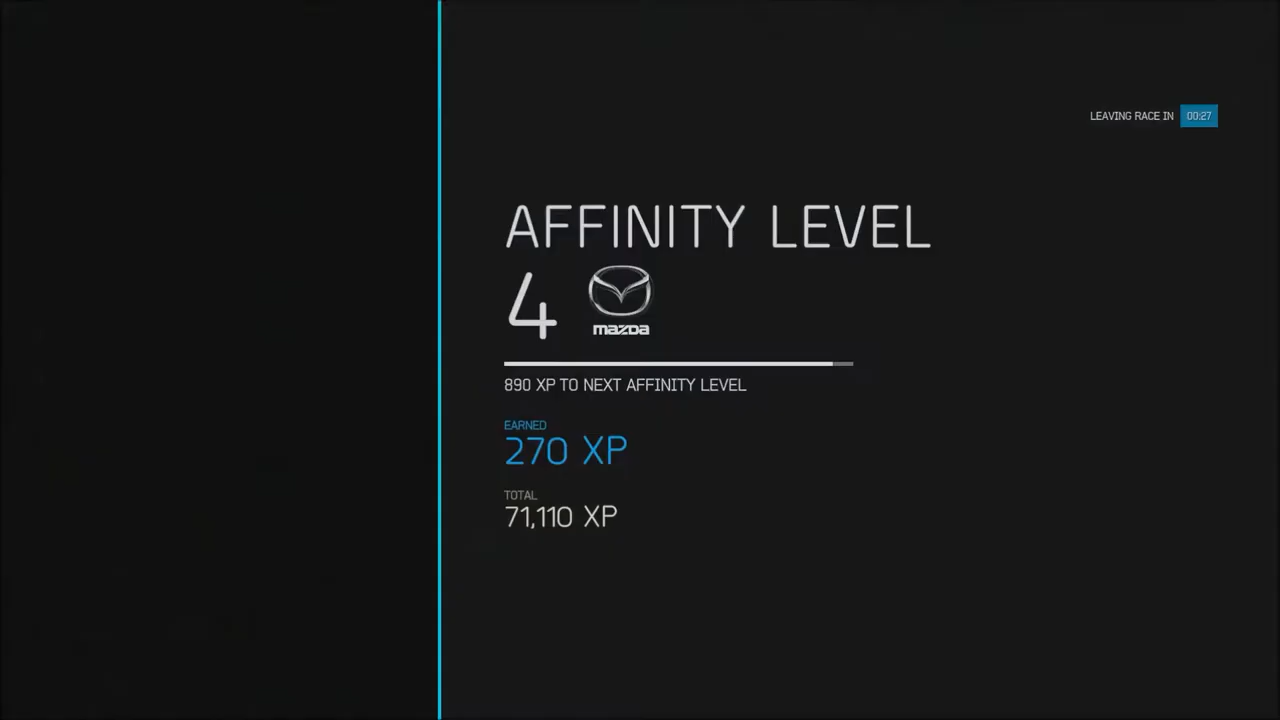 LEAVING RACE IN 00:27
AFFINITY LEVEL
4 mazda
890 XP TO NEXT AFFINITY LEVEL
EARNED
270 XP
TOTAL
71,110 XP